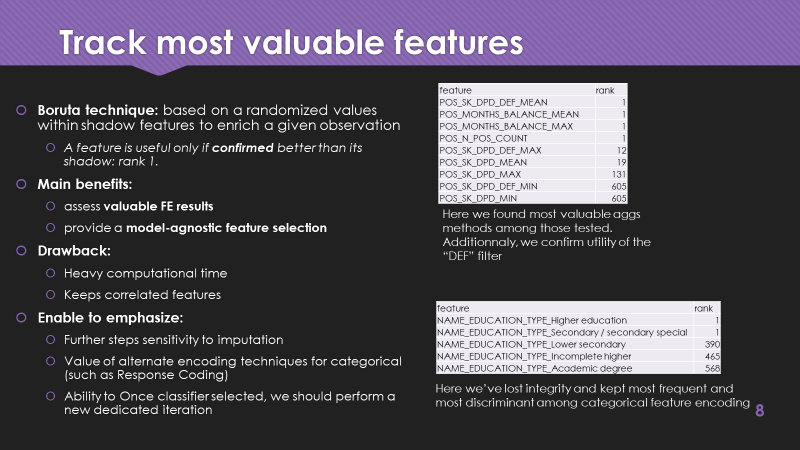 Track most valuable features
Boruta technique: based on a randomized values
within shadow features to enrich a given observation
A feature is useful only if confirmed better than its
shadow: rank 1.
Main benefits:
assess valuable FE results
provide a model-agnostic feature selection
Drawback:
Heavy computational time
Keeps correlated features
Enable to emphasize:
Further steps sensitivity to imputation
Value of alternate encoding techniques for categorical
(such as Response Coding)
Ability to Once classifier selected, we should perform a
new dedicated iteration
feature rank
POS_SK_DPD_DEF_MEAN 1
POS_MONTHS_BALANCE_MEAN 1
POS_MONTHS_BALANCE_MAX 1
POS_N_POS_COUNT 1
POS_SK_DPD_DEF_MAX 12
POS_SK_DPD_MEAN 19
POS_SK_DPD_MAX 131
POS_SK_DPD_DEF_MIN 605
POS_SK_DPD_MIN 605
Here we found most valuable aggs
methods among those tested.
Additionnaly, we confirm utility of the
“DEF” filter
feature rank
NAME_EDUCATION_TYPE_Higher education 1
NAME_EDUCATION_TYPE_Secondary / secondary special 1
NAME_EDUCATION_TYPE_Lower secondary 390
NAME_EDUCATION_TYPE_Incomplete higher 465
NAME_EDUCATION_TYPE_Academic degree 568
Here we’ve lost integrity and kept most frequent and
most discriminant among categorical feature encoding
8